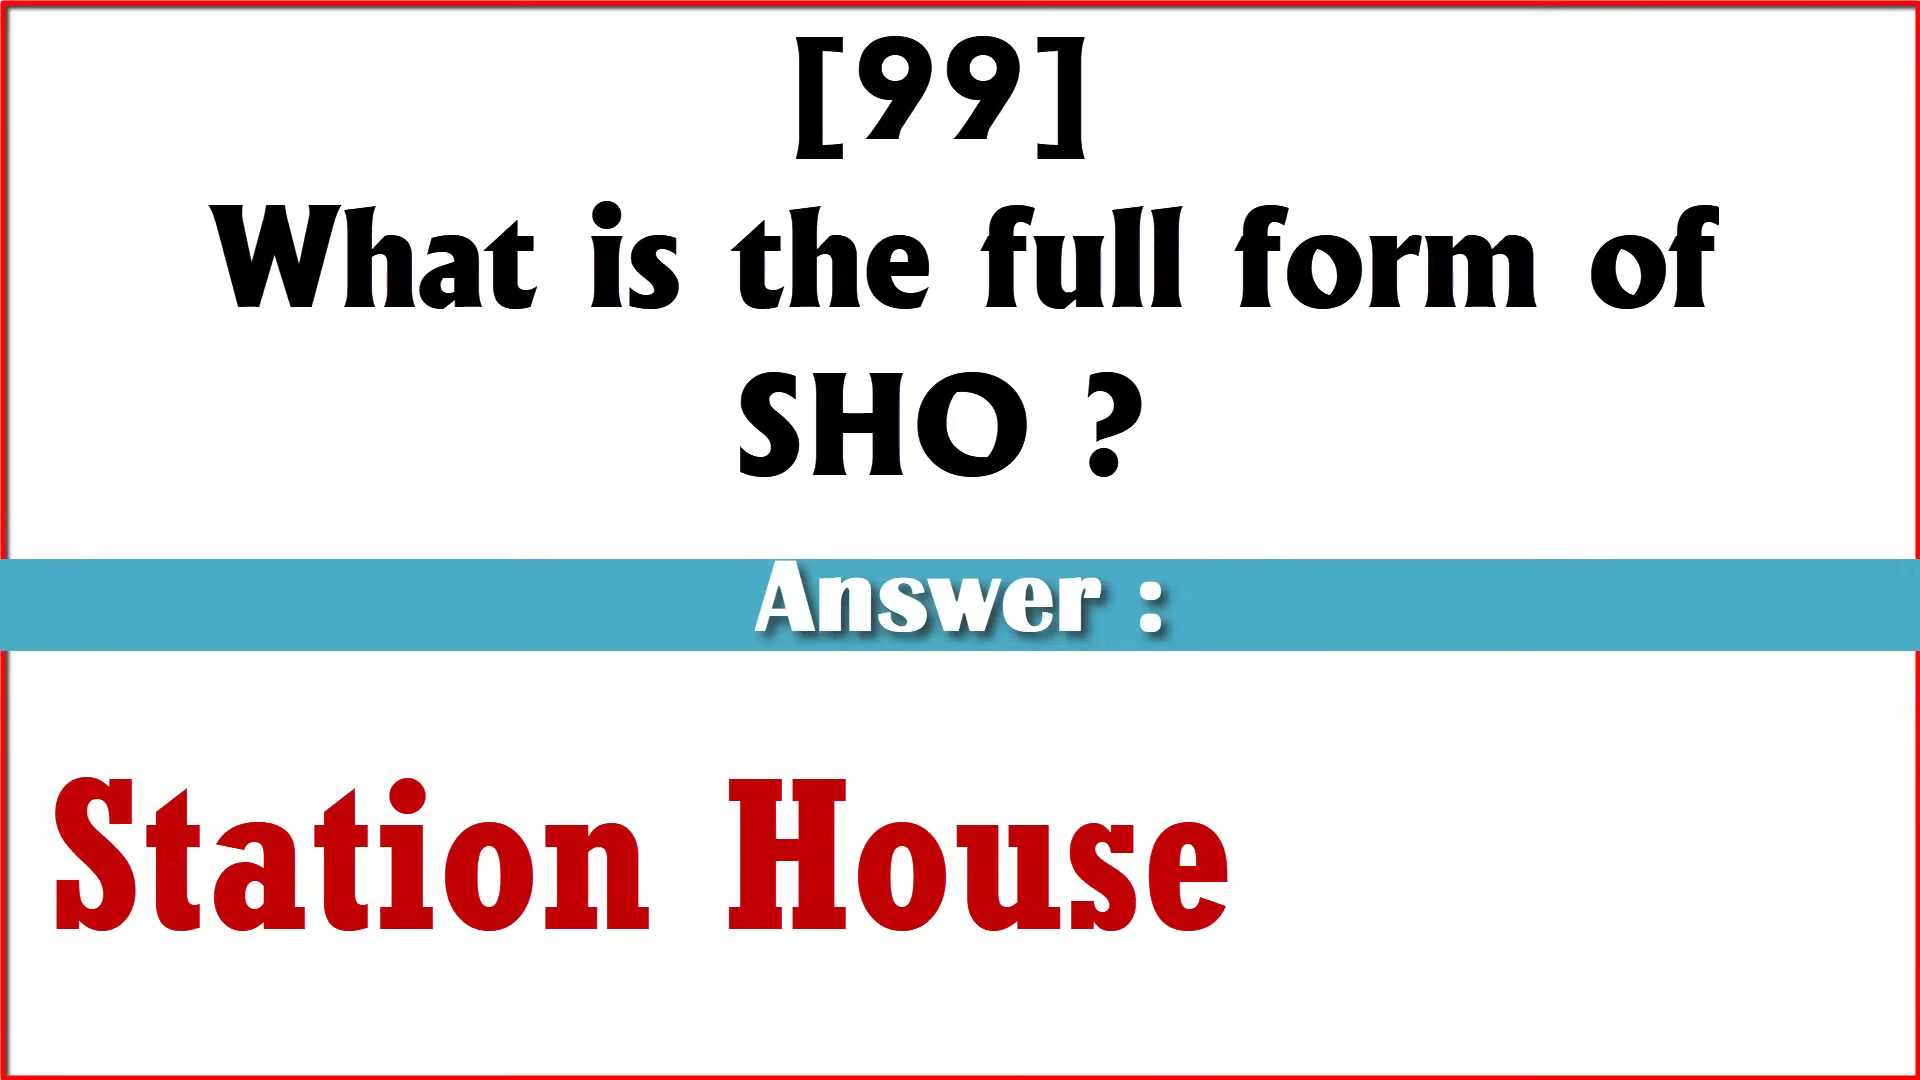 [99]
What is the full form of
SHO ?
Answer :
Station House